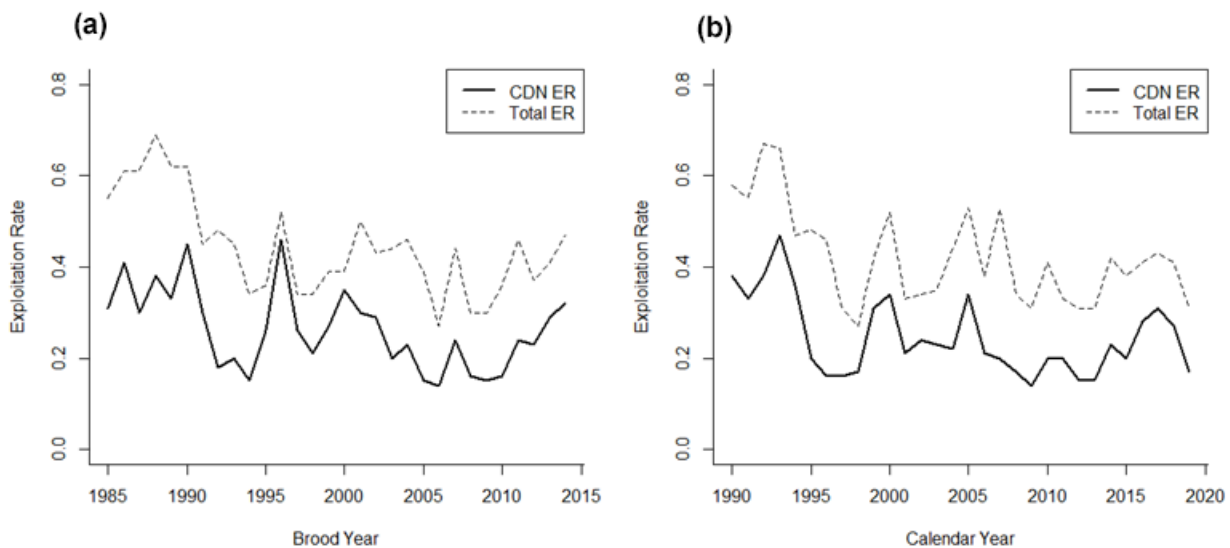 (a)
CDN ER
Total ER
Exploitation Rate
0.8
0.6
0.4
0.2
0.0
1985 1990 1995 2000 2005 2010 2015
Brood Year
(b)
CDN ER
Total ER
Exploitation Rate
0.8
0.6
0.4
0.2
0.0
1990 1995 2000 2005 2010 2015 2020
Calendar Year